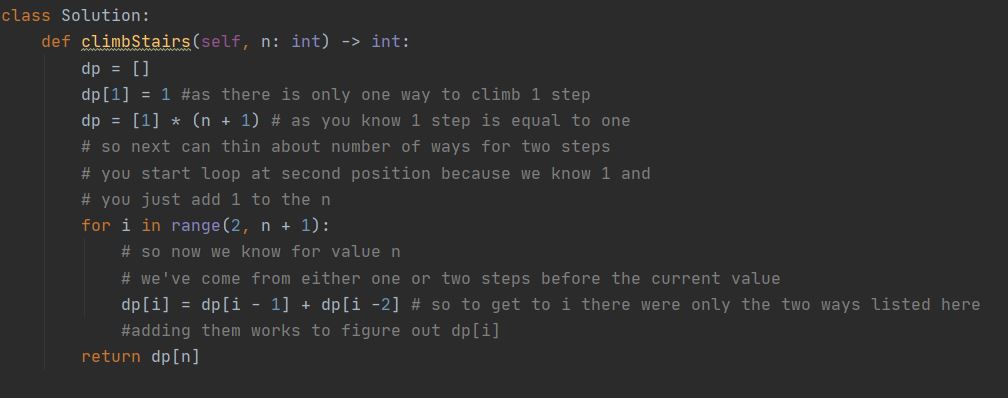 class Solution:
    def climbStairs(self, n: int) -> int:
        dp = []
        dp[1] = 1 #as there is only one way to climb 1 step
        dp = [1] * (n + 1) # as you know 1 step is equal to one
        # so next can thin about number of ways for two steps
        # you start loop at second position because we know 1 and
        # you just add 1 to the n
        for i in range(2, n + 1):
            # so now we know for value n
            # we've come from either one or two steps before the current value
            dp[i] = dp[i - 1] + dp[i -2] # so to get to i there were only the two ways listed here
            #adding them works to figure out dp[i]
        return dp[n]